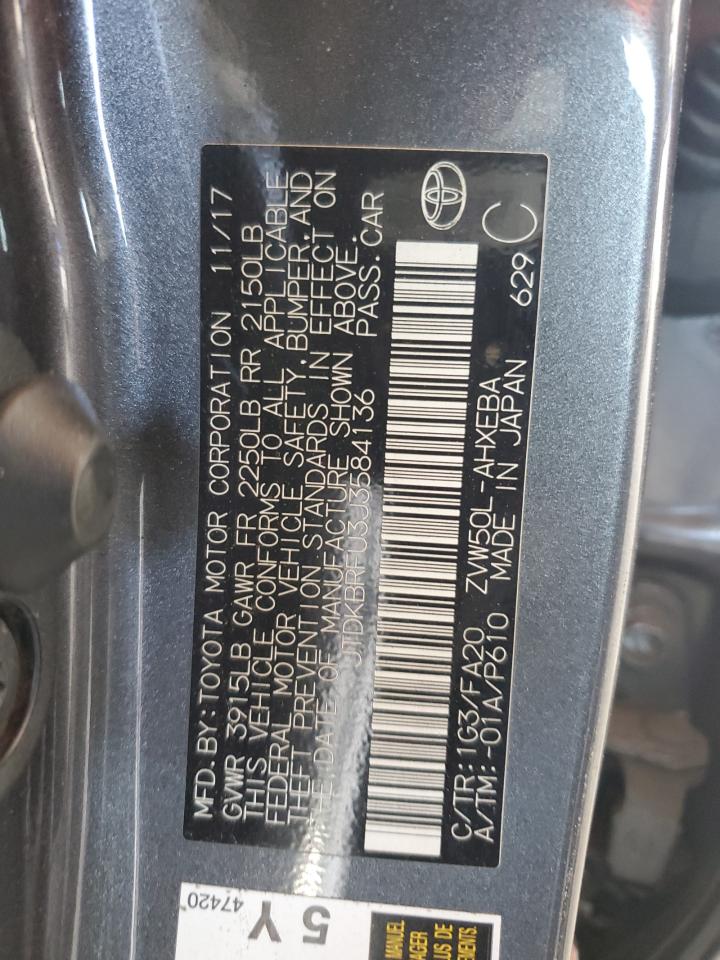 MFD.BY:TOYOTA MOTOR CORPORATION 11/17
GVWR 3915LB GAWR FR 2250LB RR 2150LB
THIS VEHICLE CONFORMS TO ALL APPLICABLE
FEDERAL MOTOR VEHICLE SAFETY,BUMPER,AND
THEFT PREVENTION STANDARDS IN EFFECT ON
THE DATE OF MANUFACTURE SHOWN ABOVE.
JTDKBRFU3J3584136 PASS.CAR
C/TR:1G3/FA20 ZVW50L-AHXEBA
A/TM:-01A/P610 MADE IN JAPAN 629
C
47420
5 Y
MANUEL